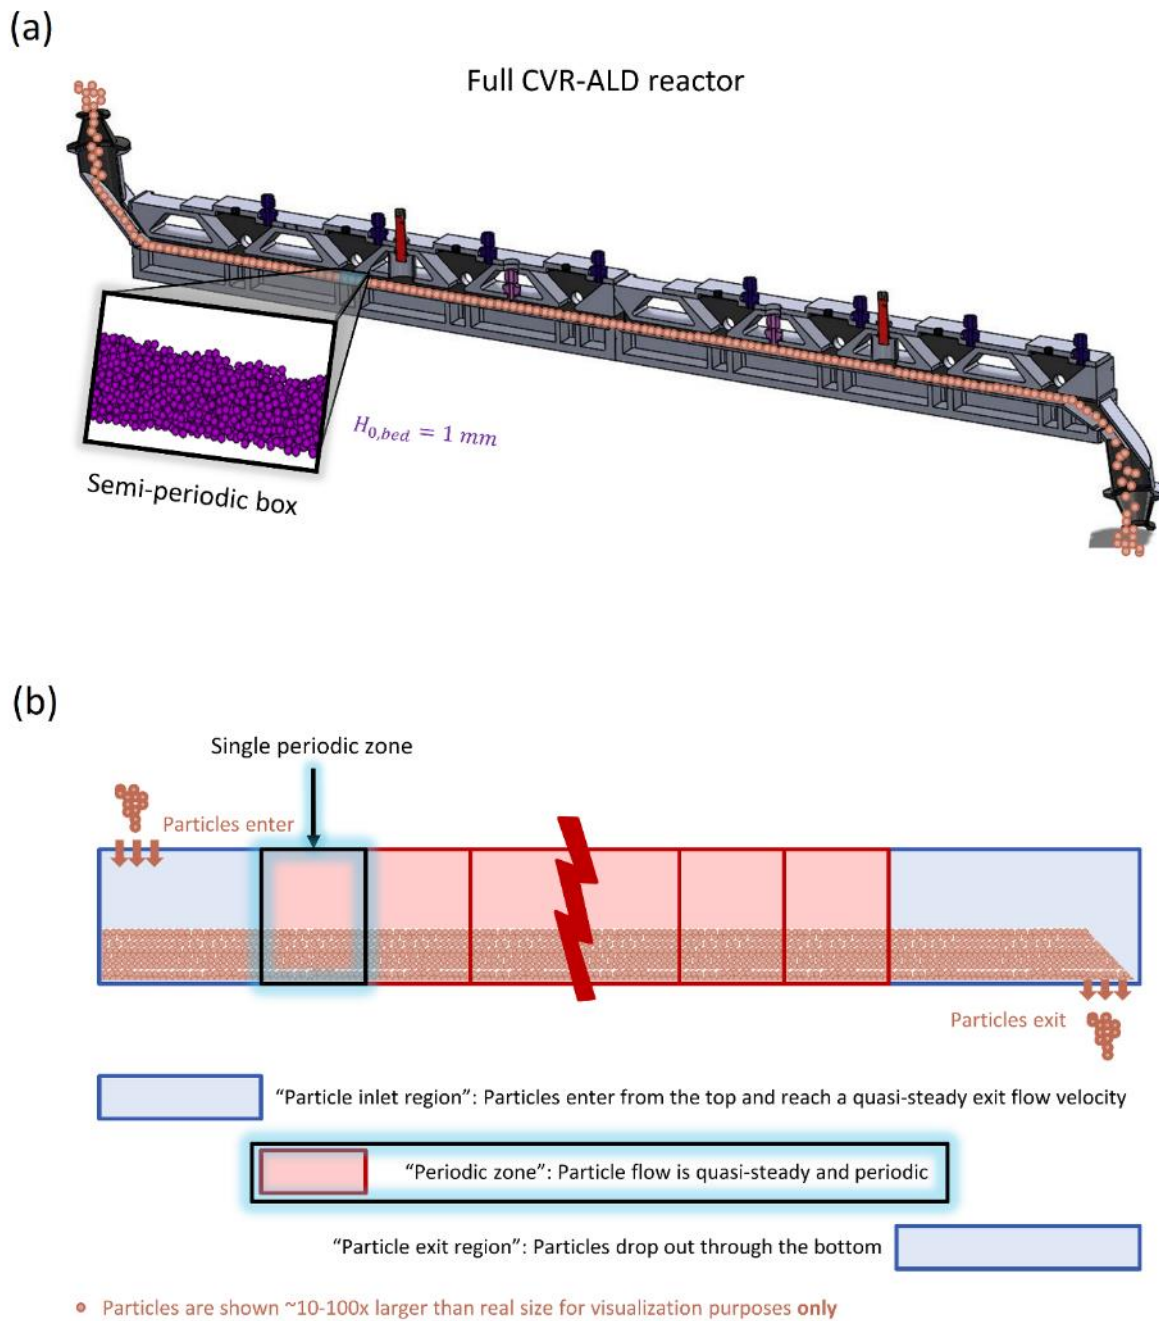 (a)
Full CVR-ALD reactor
H0,bed = 1 mm
Semi-periodic box
(b)
Single periodic zone
Particles enter
Particles exit
“Particle inlet region”: Particles enter from the top and reach a quasi-steady exit flow velocity
“Periodic zone”: Particle flow is quasi-steady and periodic
“Particle exit region”: Particles drop out through the bottom
Particles are shown ~10-100x larger than real size for visualization purposes only